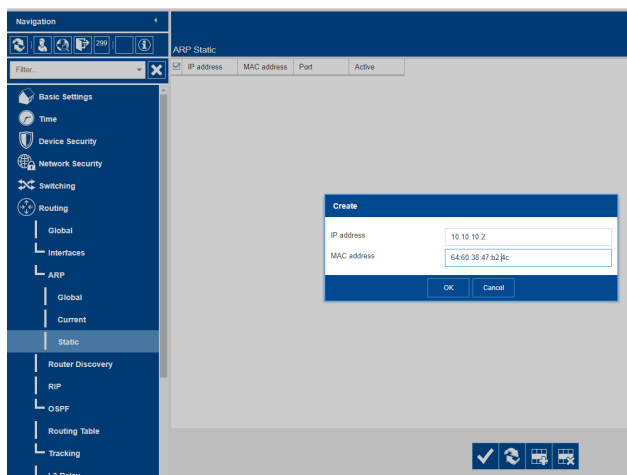 Navigation
299
ARP Static
Filter...
IP address MAC address Port Active
Basic Settings
Time
Device Security
Network Security
Switching
Routing
Global
Interfaces
ARP
Global
Current
Static
Router Discovery
RIP
OSPF
Routing Table
Tracking
L3 Relay
Create
IP address 10.10.10.2
MAC address 64:60:38:47:b2:4c
OK Cancel